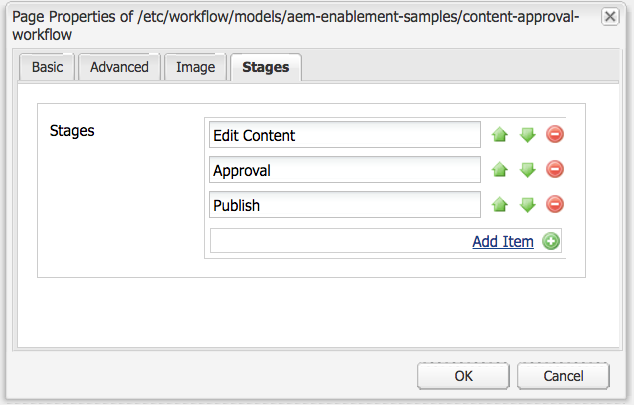 Page Properties of /etc/workflow/models/aem-enablement-samples/content-approval-
workflow
Basic
Advanced
Image
Stages
Stages
Edit Content
Approval
Publish
Add Item
OK
Cancel